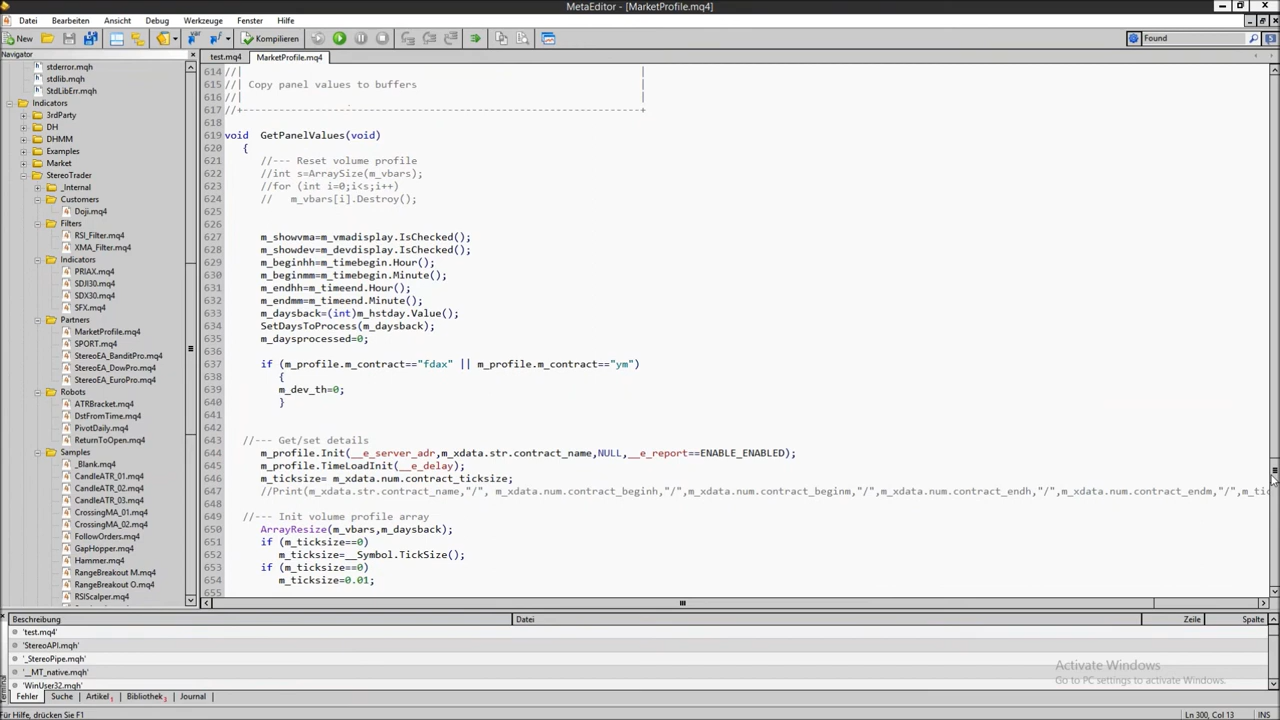 MetaEditor - [MarketProfile.mq4]
Datei Bearbeiten Ansicht Debug Werkzeuge Fenster Hilfe
New Kompilieren Found
Navigator
test.mq4 MarketProfile.mq4
stderror.mqh
stdlib.mqh
StdLibErr.mqh
Indicators
3rdParty
DH
DHMM
Examples
Market
StereoTrader
_Internal
Customers
Doji.mq4
Filters
RSI_Filter.mq4
XMA_Filter.mq4
Indicators
PRIAX.mq4
SDJI30.mq4
SDX30.mq4
SFX.mq4
Partners
MarketProfile.mq4
SPORT.mq4
StereoEA_BanditPro.mq4
StereoEA_DowPro.mq4
StereoEA_EuroPro.mq4
Robots
ATRBracket.mq4
DstFromTime.mq4
PivotDaily.mq4
ReturnToOpen.mq4
Samples
_Blank.mq4
CandleATR_01.mq4
CandleATR_02.mq4
CandleATR_03.mq4
CrossingMA_01.mq4
CrossingMA_02.mq4
FollowOrders.mq4
GapHopper.mq4
Hammer.mq4
RangeBreakout M.mq4
RangeBreakout O.mq4
RSIScalper.mq4
614 //| |
615 //| Copy panel values to buffers |
616 //| |
617 //+------------------------------------------------------------------+
618
619 void GetPanelValues(void)
620 {
621 //--- Reset volume profile
622 //int s=ArraySize(m_vbars);
623 //for (int i=0;i<s;i++)
624 // m_vbars[i].Destroy();
625
626
627 m_showvma=m_vmadisplay.IsChecked();
628 m_showdev=m_devdisplay.IsChecked();
629 m_beginhh=m_timebegin.Hour();
630 m_beginmm=m_timebegin.Minute();
631 m_endhh=m_timeend.Hour();
632 m_endmm=m_timeend.Minute();
633 m_daysback=(int)m_hstday.Value();
634 SetDaysToProcess(m_daysback);
635 m_daysprocessed=0;
636
637 if (m_profile.m_contract=="fdax" || m_profile.m_contract=="ym")
638 {
639 m_dev_th=0;
640 }
641
642
643 //--- Get/set details
644 m_profile.Init(__e_server_adr,m_xdata.str.contract_name,NULL,__e_report==ENABLE_ENABLED);
645 m_profile.TimeLoadInit(__e_delay);
646 m_ticksize= m_xdata.num.contract_ticksize;
647 //Print(m_xdata.str.contract_name,"/", m_xdata.num.contract_beginh,"/",m_xdata.num.contract_beginm,"/",m_xdata.num.contract_endh,"/",m_xdata.num.contract_endm,"/",m_tic
648
649 //--- Init volume profile array
650 ArrayResize(m_vbars,m_daysback);
651 if (m_ticksize==0)
652 m_ticksize=__Symbol.TickSize();
653 if (m_ticksize==0)
654 m_ticksize=0.01;
655
Beschreibung Datei Zeile Spalte
'test.mq4'
'StereoAPI.mqh'
'_StereoPipe.mqh'
'__MT_native.mqh'
'WinUser32.mqh'
Activate Windows
Go to PC settings to activate Windows.
Terminal
Fehler Suche Artikel Bibliothek Journal
Für Hilfe, drücken Sie F1 Ln 300, Col 13 INS